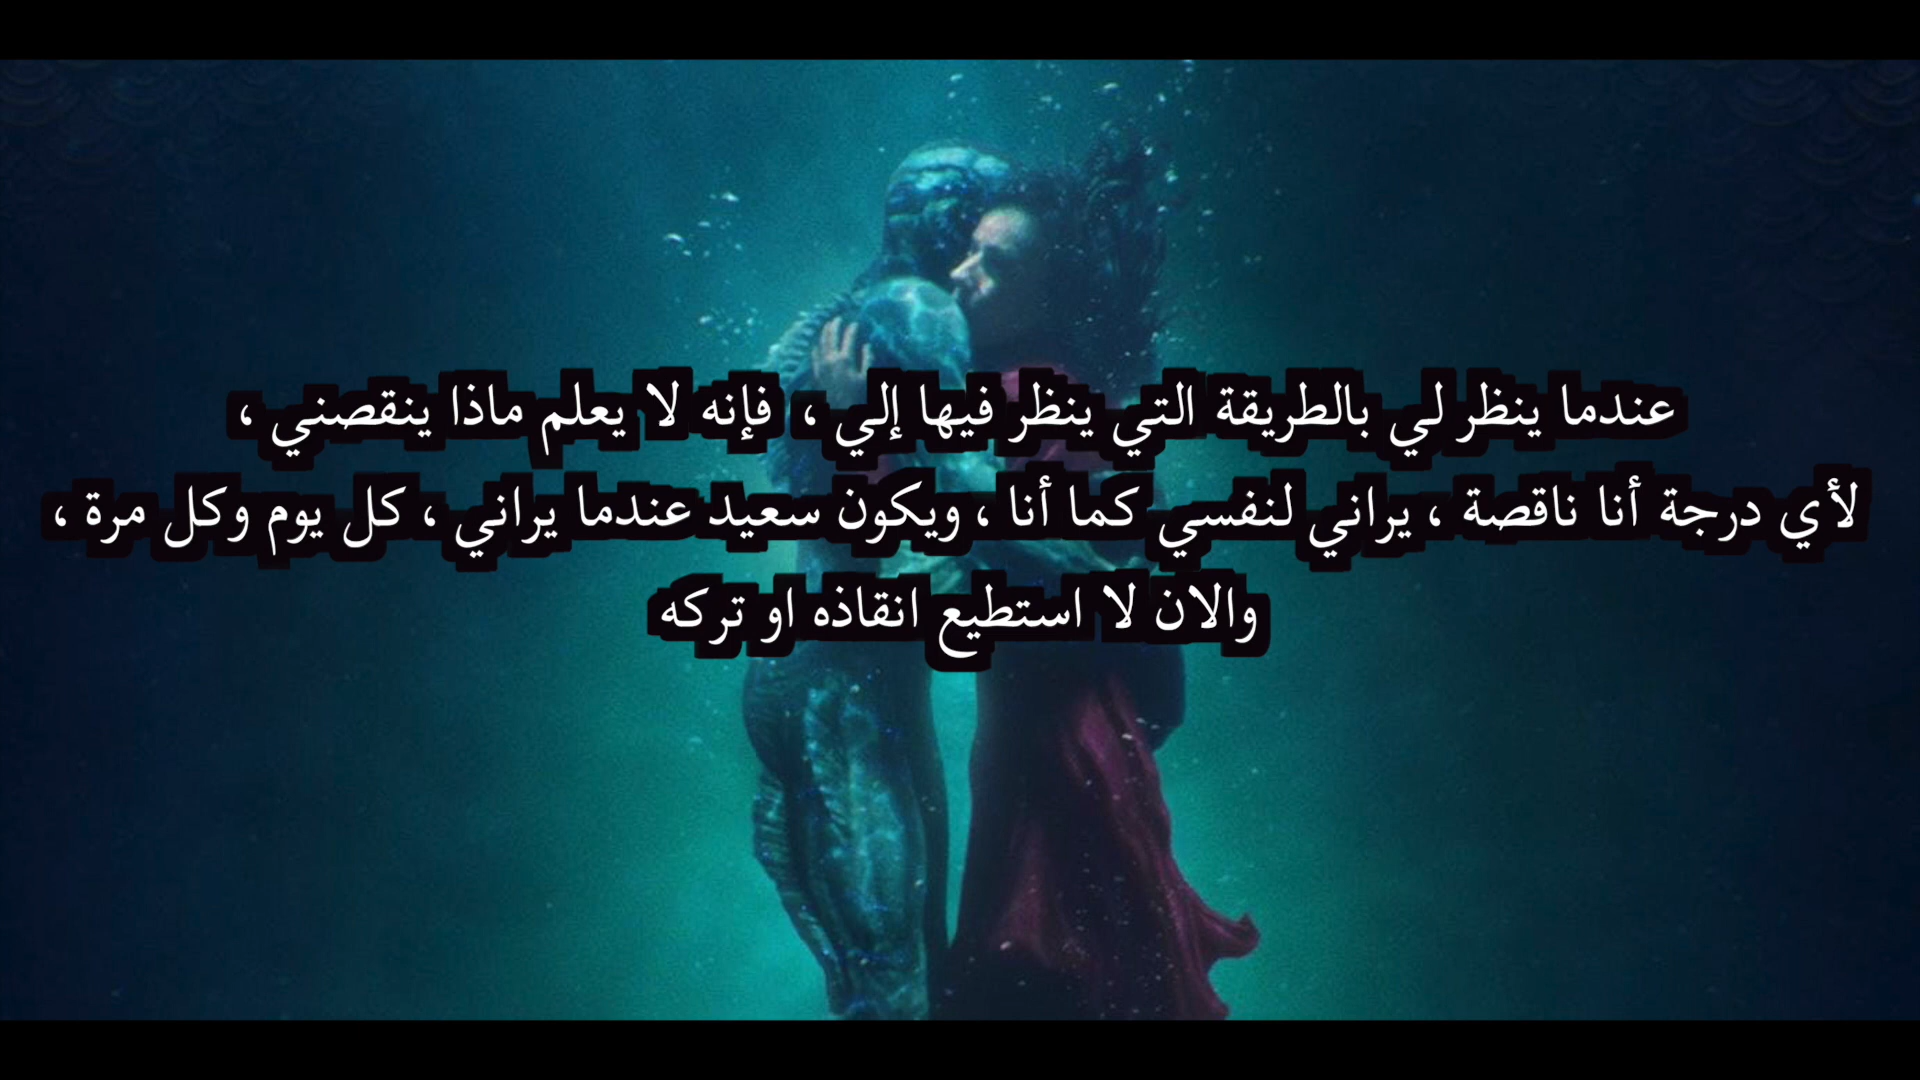 عندما ينظر لي بالطريقة التي ينظر فيها إلي ، فإنه لا يعلم ماذا ينقصني ،
لأي درجة أنا ناقصة ، يراني لنفسي كما أنا ، ويكون سعيد عندما يراني ، كل يوم وكل مرة ،
والان لا استطيع انقاذه او تركه